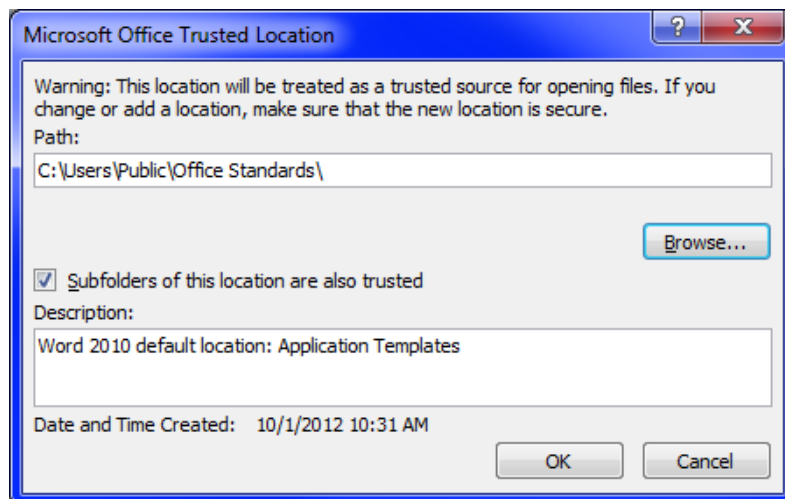 Microsoft Office Trusted Location
Warning: This location will be treated as a trusted source for opening files. If you
change or add a location, make sure that the new location is secure.
Path:
C:\Users\Public\Office Standards\
Browse...
Subfolders of this location are also trusted
Description:
Word 2010 default location: Application Templates
Date and Time Created: 10/1/2012 10:31 AM
OK Cancel